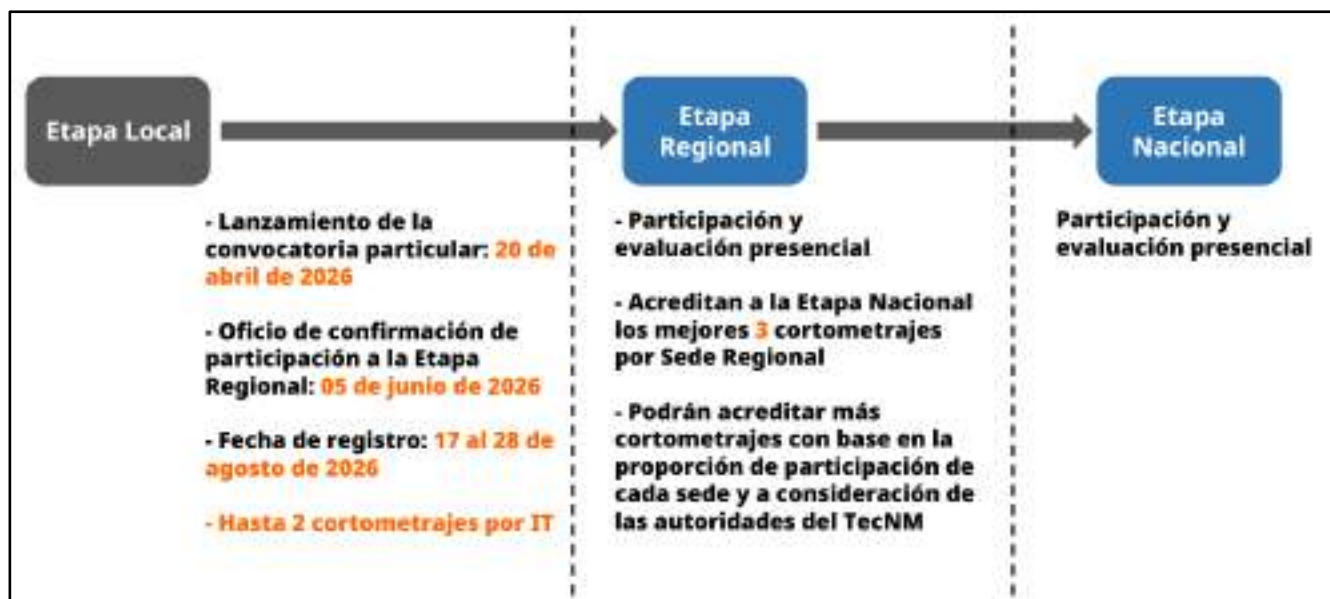 Etapa Local
Etapa
Regional
Etapa
Nacional
- Lanzamiento de la
convocatoria particular: 20 de
abril de 2026
- Oficio de confirmación de
participación a la Etapa
Regional: 05 de junio de 2026
- Fecha de registro: 17 al 28 de
agosto de 2026
- Hasta 2 cortometrajes por IT
- Participación y
evaluación presencial
- Acreditan a la Etapa Nacional
los mejores 3 cortometrajes
por Sede Regional
- Podrán acreditar más
cortometrajes con base en la
proporción de participación de
cada sede y a consideración de
las autoridades del TecNM
Participación y
evaluación presencial